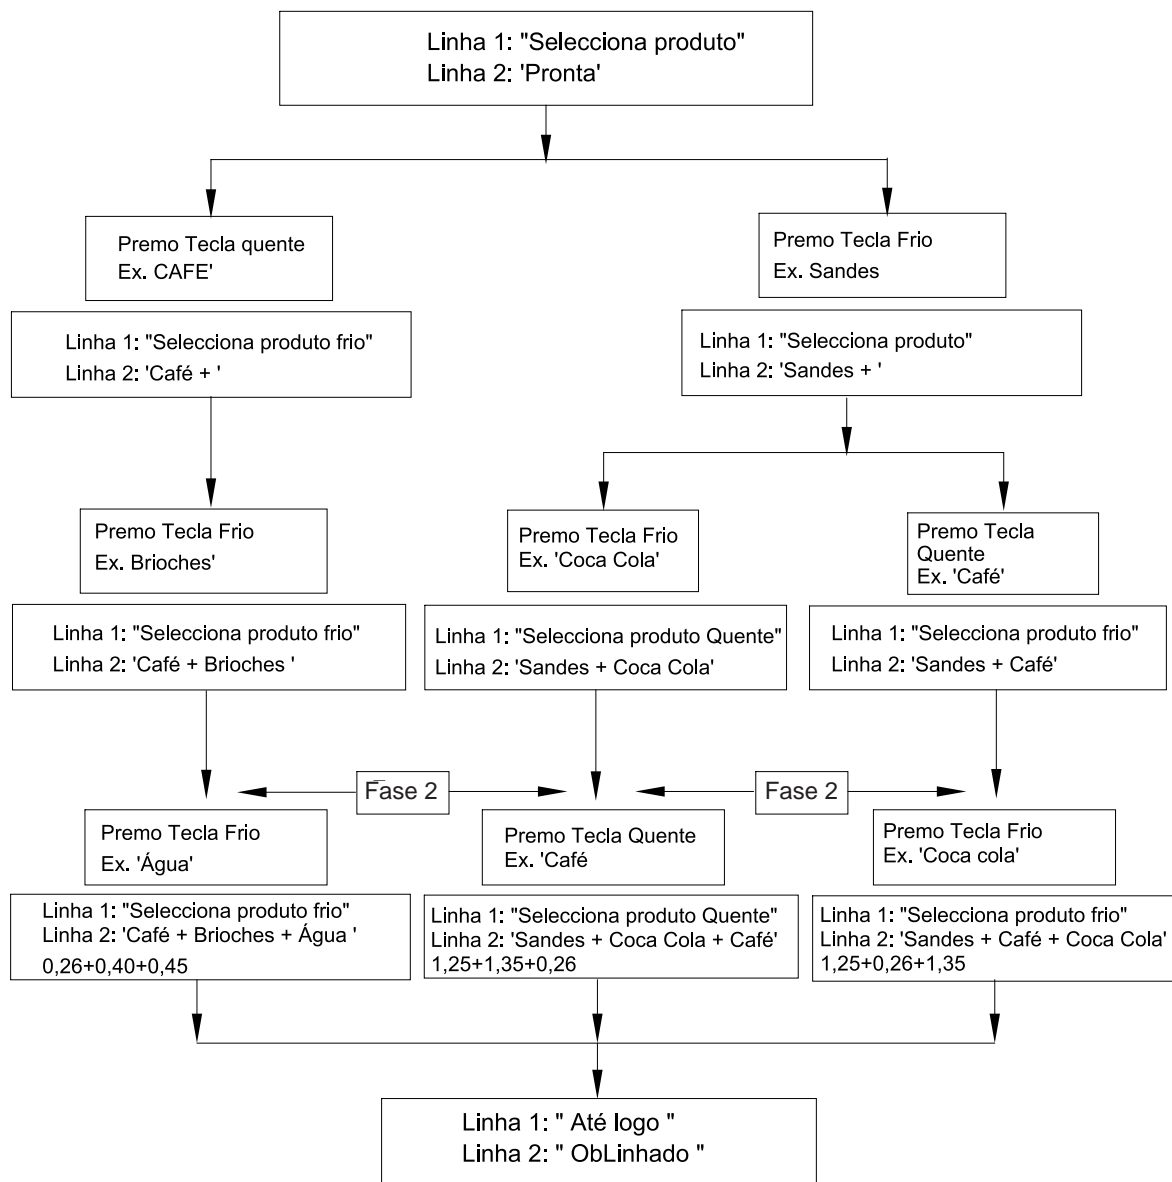 Linha 1: "Selecciona produto"
Linha 2: 'Pronta'
Premo Tecla quente
Ex. CAFE'
Premo Tecla Frio
Ex. Sandes
Linha 1: "Selecciona produto frio"
Linha 2: 'Café + '
Linha 1: "Selecciona produto"
Linha 2: 'Sandes + '
Premo Tecla Frio
Ex. Brioches'
Premo Tecla Frio
Ex. 'Coca Cola'
Premo Tecla
Quente
Ex. 'Café'
Linha 1: "Selecciona produto frio"
Linha 2: 'Café + Brioches '
Linha 1: "Selecciona produto Quente"
Linha 2: 'Sandes + Coca Cola'
Linha 1: "Selecciona produto frio"
Linha 2: 'Sandes + Café'
Fase 2
Fase 2
Premo Tecla Frio
Ex. 'Água'
Premo Tecla Quente
Ex. 'Café
Premo Tecla Frio
Ex. 'Coca cola'
Linha 1: "Selecciona produto frio"
Linha 2: 'Café + Brioches + Água '
0,26+0,40+0,45
Linha 1: "Selecciona produto Quente"
Linha 2: 'Sandes + Coca Cola + Café'
1,25+1,35+0,26
Linha 1: "Selecciona produto frio"
Linha 2: 'Sandes + Café + Coca Cola'
1,25+0,26+1,35
Linha 1: " Até logo "
Linha 2: " ObLinhado "